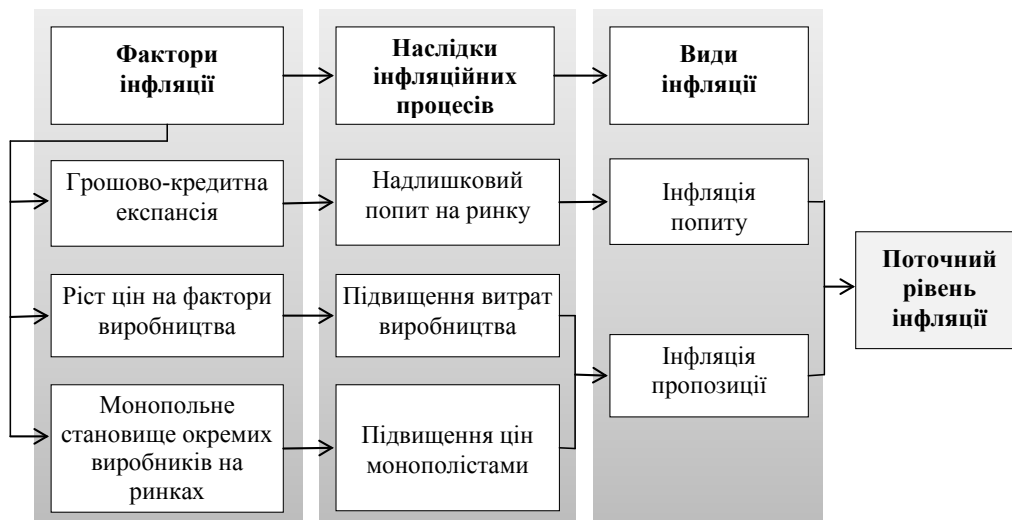 Фактори
інфляції
Наслідки
інфляційних
процесів
Види
інфляції
Грошово-кредитна
експансія
Надлишковий
попит на ринку
Інфляція
попиту
Поточний
рівень
інфляції
Ріст цін на фактори
виробництва
Підвищення витрат
виробництва
Інфляція
пропозиції
Монопольне
становище окремих
виробників на
ринках
Підвищення цін
монополістами